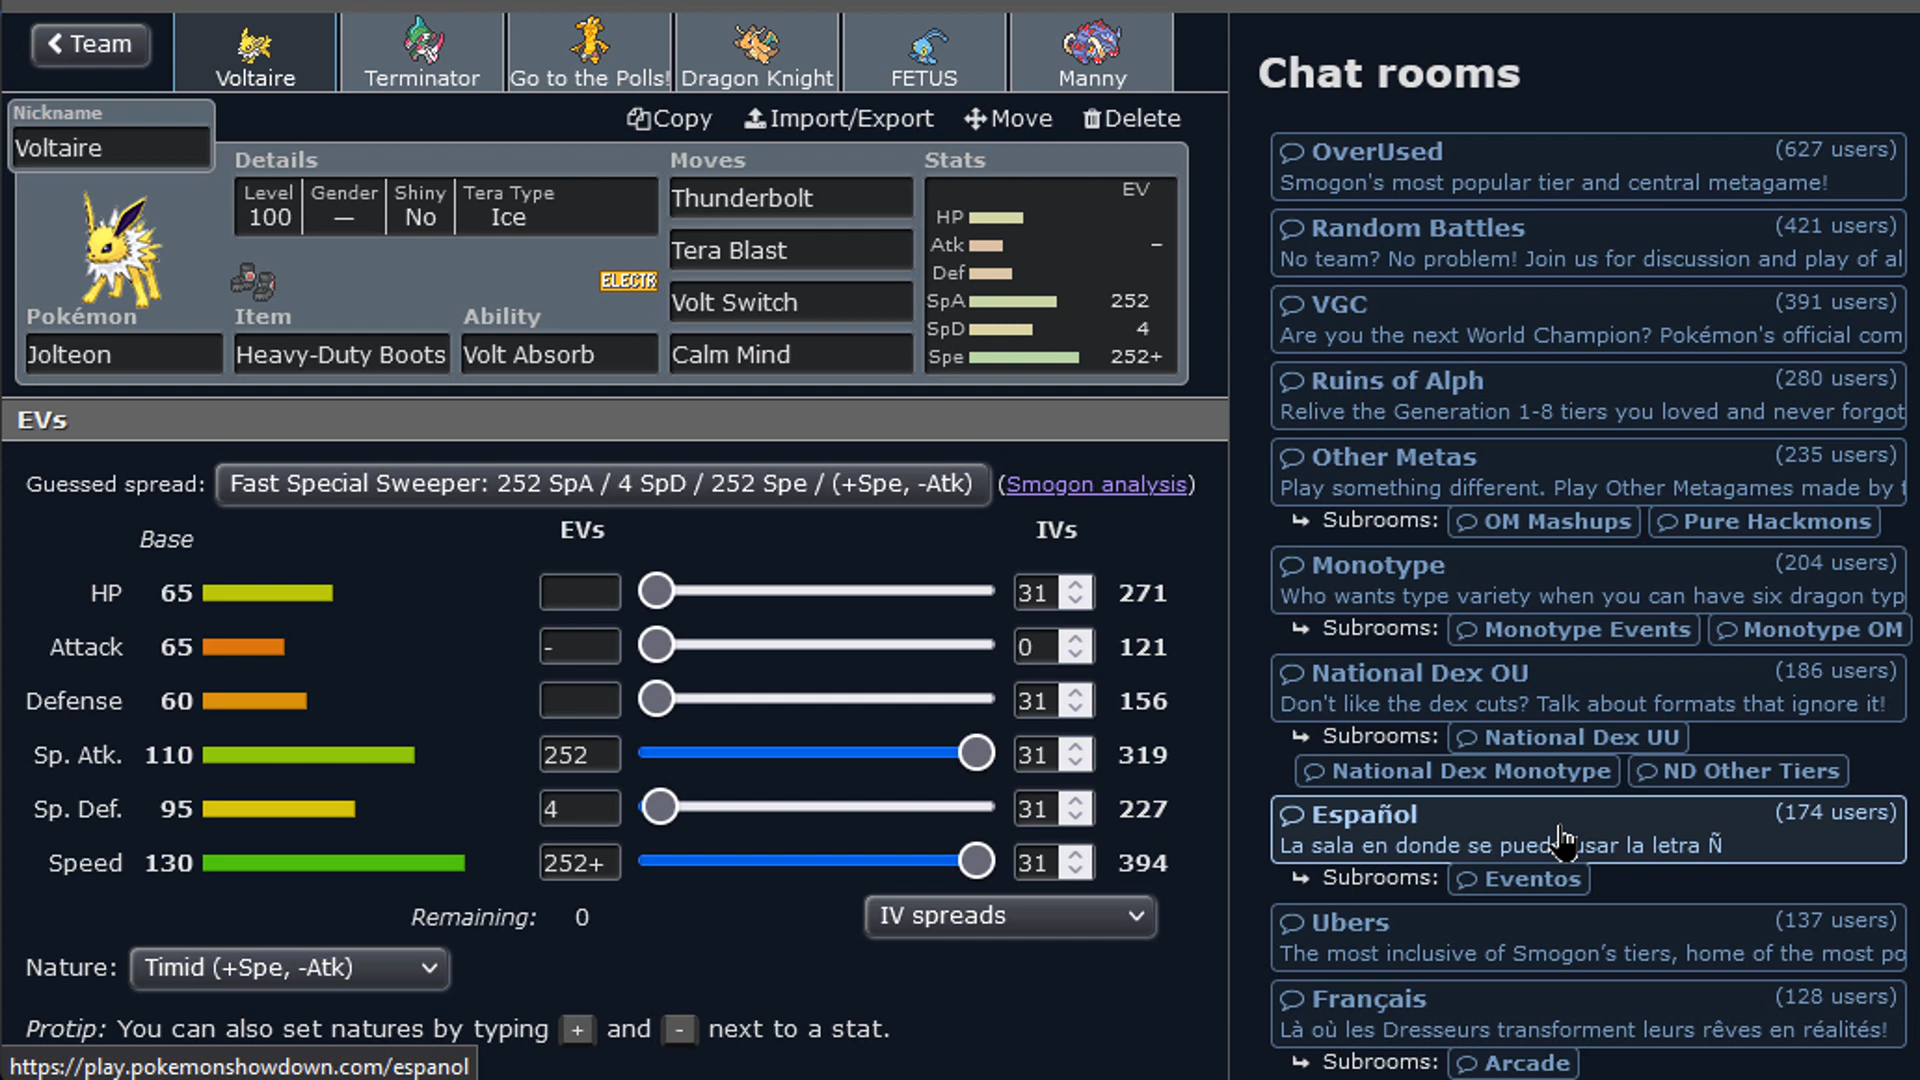 Team
Voltaire
Terminator
Go to the Polls!
Dragon Knight
FETUS
Manny
Nickname
Voltaire
Copy
Import/Export
Move
Delete
Details
Level
100
Gender
—
Shiny
No
Tera Type
Ice
ELECTR
Pokémon
Jolteon
Item
Heavy-Duty Boots
Ability
Volt Absorb
Moves
Thunderbolt
Tera Blast
Volt Switch
Calm Mind
Stats
EV
HP
Atk –
Def
SpA 252
SpD 4
Spe 252+
EVs
Guessed spread: Fast Special Sweeper: 252 SpA / 4 SpD / 252 Spe / (+Spe, -Atk) (Smogon analysis)
Base EVs IVs
HP 65 31 271
Attack 65 - 0 121
Defense 60 31 156
Sp. Atk. 110 252 31 319
Sp. Def. 95 4 31 227
Speed 130 252+ 31 394
Remaining: 0 IV spreads
Nature: Timid (+Spe, -Atk)
Protip: You can also set natures by typing + and - next to a stat.
https://play.pokemonshowdown.com/espanol
Chat rooms
OverUsed (627 users)
Smogon's most popular tier and central metagame!
Random Battles (421 users)
No team? No problem! Join us for discussion and play of al
VGC (391 users)
Are you the next World Champion? Pokémon's official com
Ruins of Alph (280 users)
Relive the Generation 1-8 tiers you loved and never forgot
Other Metas (235 users)
Play something different. Play Other Metagames made by t
↳ Subrooms: OM Mashups Pure Hackmons
Monotype (204 users)
Who wants type variety when you can have six dragon typ
↳ Subrooms: Monotype Events Monotype OM
National Dex OU (186 users)
Don't like the dex cuts? Talk about formats that ignore it!
↳ Subrooms: National Dex UU
National Dex Monotype ND Other Tiers
Español (174 users)
La sala en donde se puede usar la letra Ñ
↳ Subrooms: Eventos
Ubers (137 users)
The most inclusive of Smogon’s tiers, home of the most po
Français (128 users)
Là où les Dresseurs transforment leurs rêves en réalités!
↳ Subrooms: Arcade